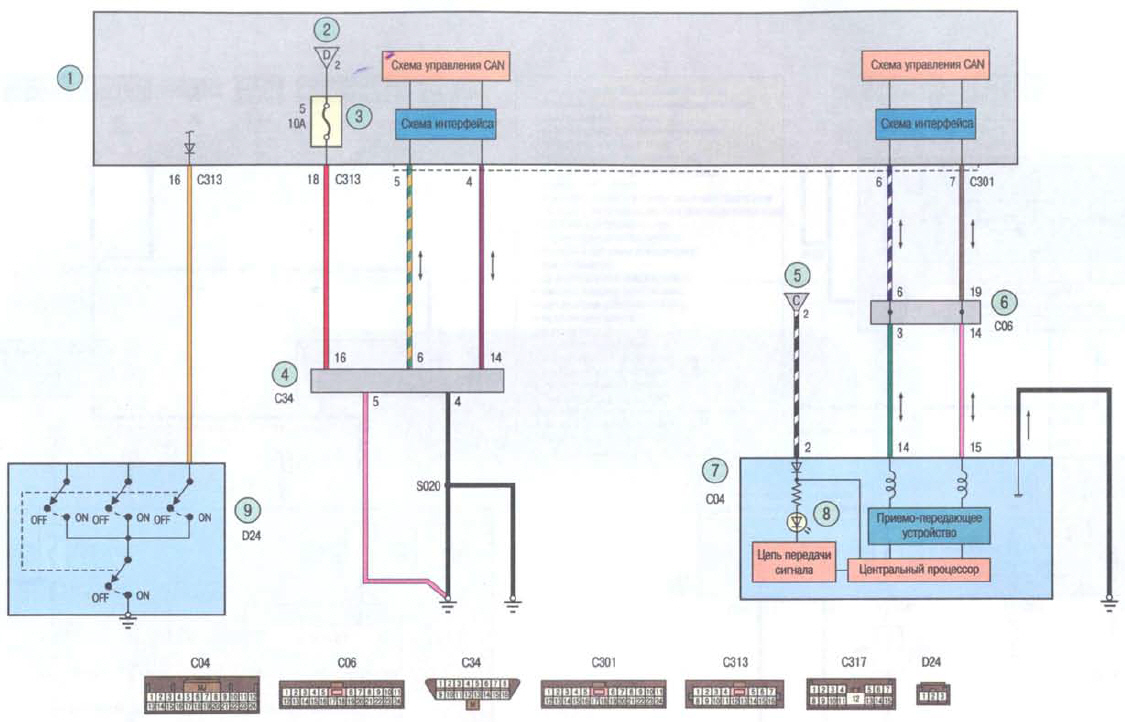 2
1
D
2
Схема управления CAN
Схема управления CAN
5
10A
3
Схема интерфейса
Схема интерфейса
16
C313
18
C313
5
4
6
7
C301
5
C
2
6
19
6
C06
3
14
4
C34
16
6
14
5
4
S020
7
C04
2
14
15
8
Приемо-передающее
устройство
Цепь передачи
сигнала
Центральный процессор
OFF
ON
OFF
ON
OFF
ON
9
D24
OFF
ON
C04
C06
C34
C301
C313
C317
D24